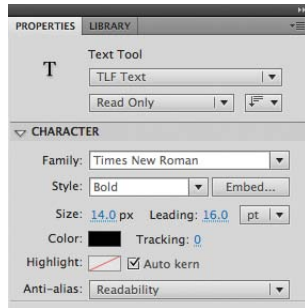 PROPERTIES LIBRARY
T Text Tool
TLF Text
Read Only
CHARACTER
Family: Times New Roman
Style: Bold Embed...
Size: 14.0 px Leading: 16.0 pt
Color: Tracking: 0
Highlight: Auto kern
Anti-alias: Readability